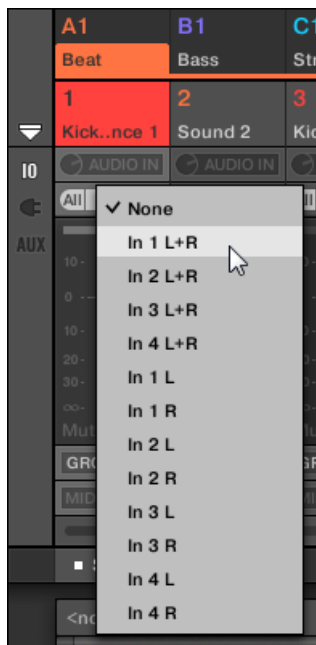 A1 B1 C1
Beat Bass Str
1 2 3
Kick..nce 1 Sound 2 Kic
IO AUDIO IN AUDIO IN
All
AUX
None
In 1 L+R
In 2 L+R
In 3 L+R
In 4 L+R
In 1 L
In 1 R
In 2 L
In 2 R
In 3 L
In 3 R
In 4 L
In 4 R
10-
0
10-
20-
30-
∞-
Mut
GRO
MID
<no